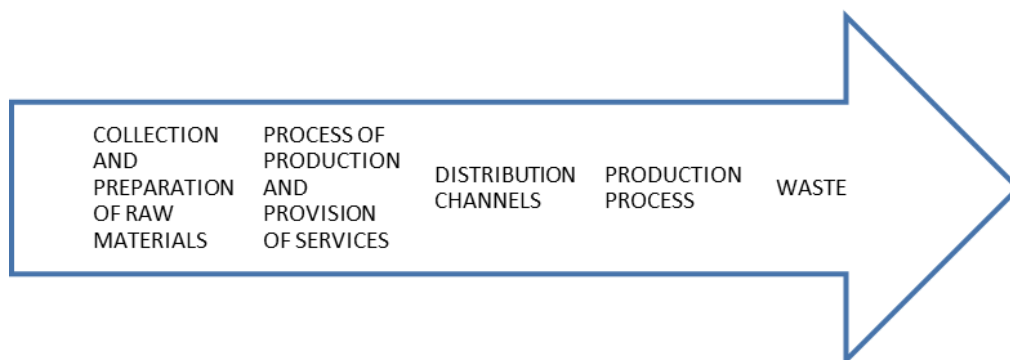 COLLECTION
AND
PREPARATION
OF RAW
MATERIALS
PROCESS OF
PRODUCTION
AND
PROVISION
OF SERVICES
DISTRIBUTION
CHANNELS
PRODUCTION
PROCESS
WASTE